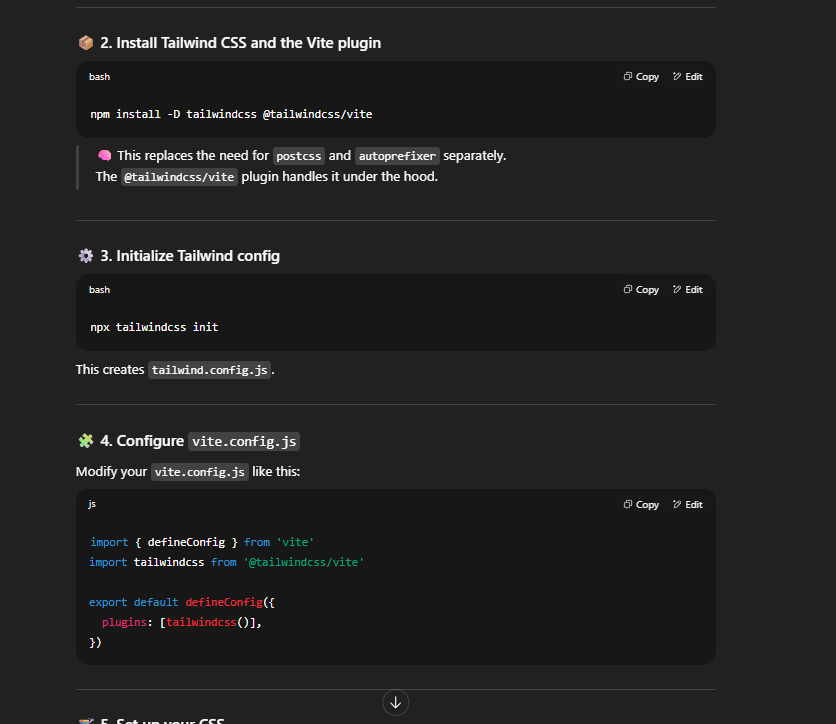 2. Install Tailwind CSS and the Vite plugin
bash
Copy
Edit
npm install -D tailwindcss @tailwindcss/vite
This replaces the need for postcss and autoprefixer separately.
The @tailwindcss/vite plugin handles it under the hood.
3. Initialize Tailwind config
bash
Copy
Edit
npx tailwindcss init
This creates tailwind.config.js.
4. Configure vite.config.js
Modify your vite.config.js like this:
js
Copy
Edit
import { defineConfig } from 'vite'
import tailwindcss from '@tailwindcss/vite'
export default defineConfig({
  plugins: [tailwindcss()],
})
5. Set up your CSS